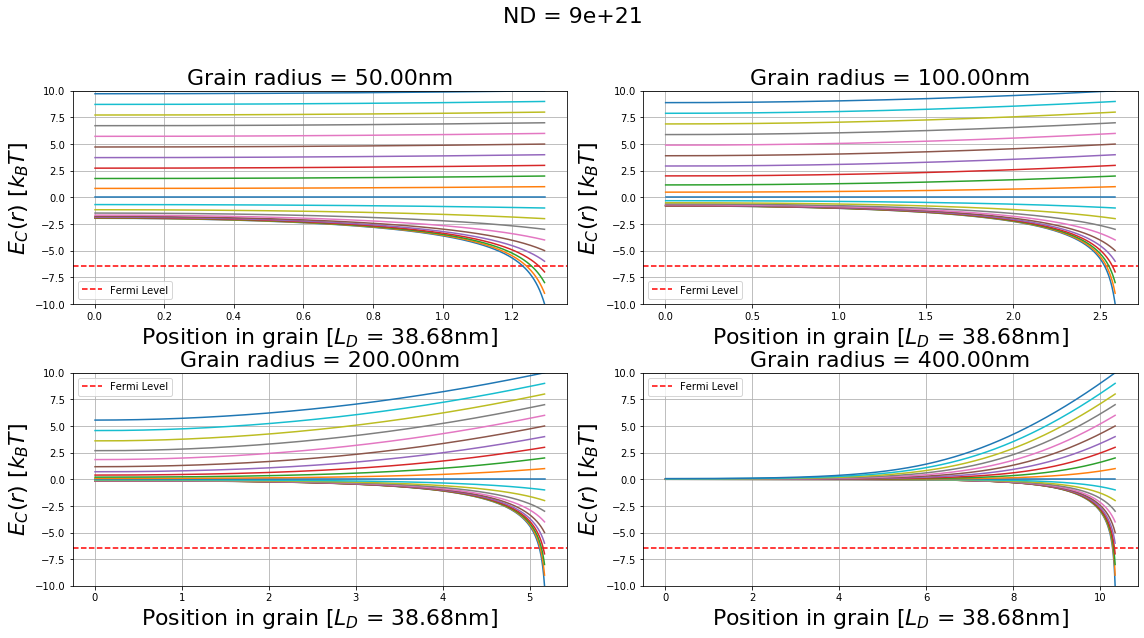 ND = 9e+21
Grain radius = 50.00nm
10.0
7.5
5.0
2.5
0.0
−2.5
−5.0
−7.5
−10.0
E_C(r) [k_BT]
Fermi Level
0.0 0.2 0.4 0.6 0.8 1.0 1.2
Position in grain [L_D = 38.68nm]
Grain radius = 100.00nm
10.0
7.5
5.0
2.5
0.0
−2.5
−5.0
−7.5
−10.0
E_C(r) [k_BT]
Fermi Level
0.0 0.5 1.0 1.5 2.0 2.5
Position in grain [L_D = 38.68nm]
Grain radius = 200.00nm
10.0
7.5
5.0
2.5
0.0
−2.5
−5.0
−7.5
−10.0
E_C(r) [k_BT]
Fermi Level
0 1 2 3 4 5
Position in grain [L_D = 38.68nm]
Grain radius = 400.00nm
10.0
7.5
5.0
2.5
0.0
−2.5
−5.0
−7.5
−10.0
E_C(r) [k_BT]
Fermi Level
0 2 4 6 8 10
Position in grain [L_D = 38.68nm]